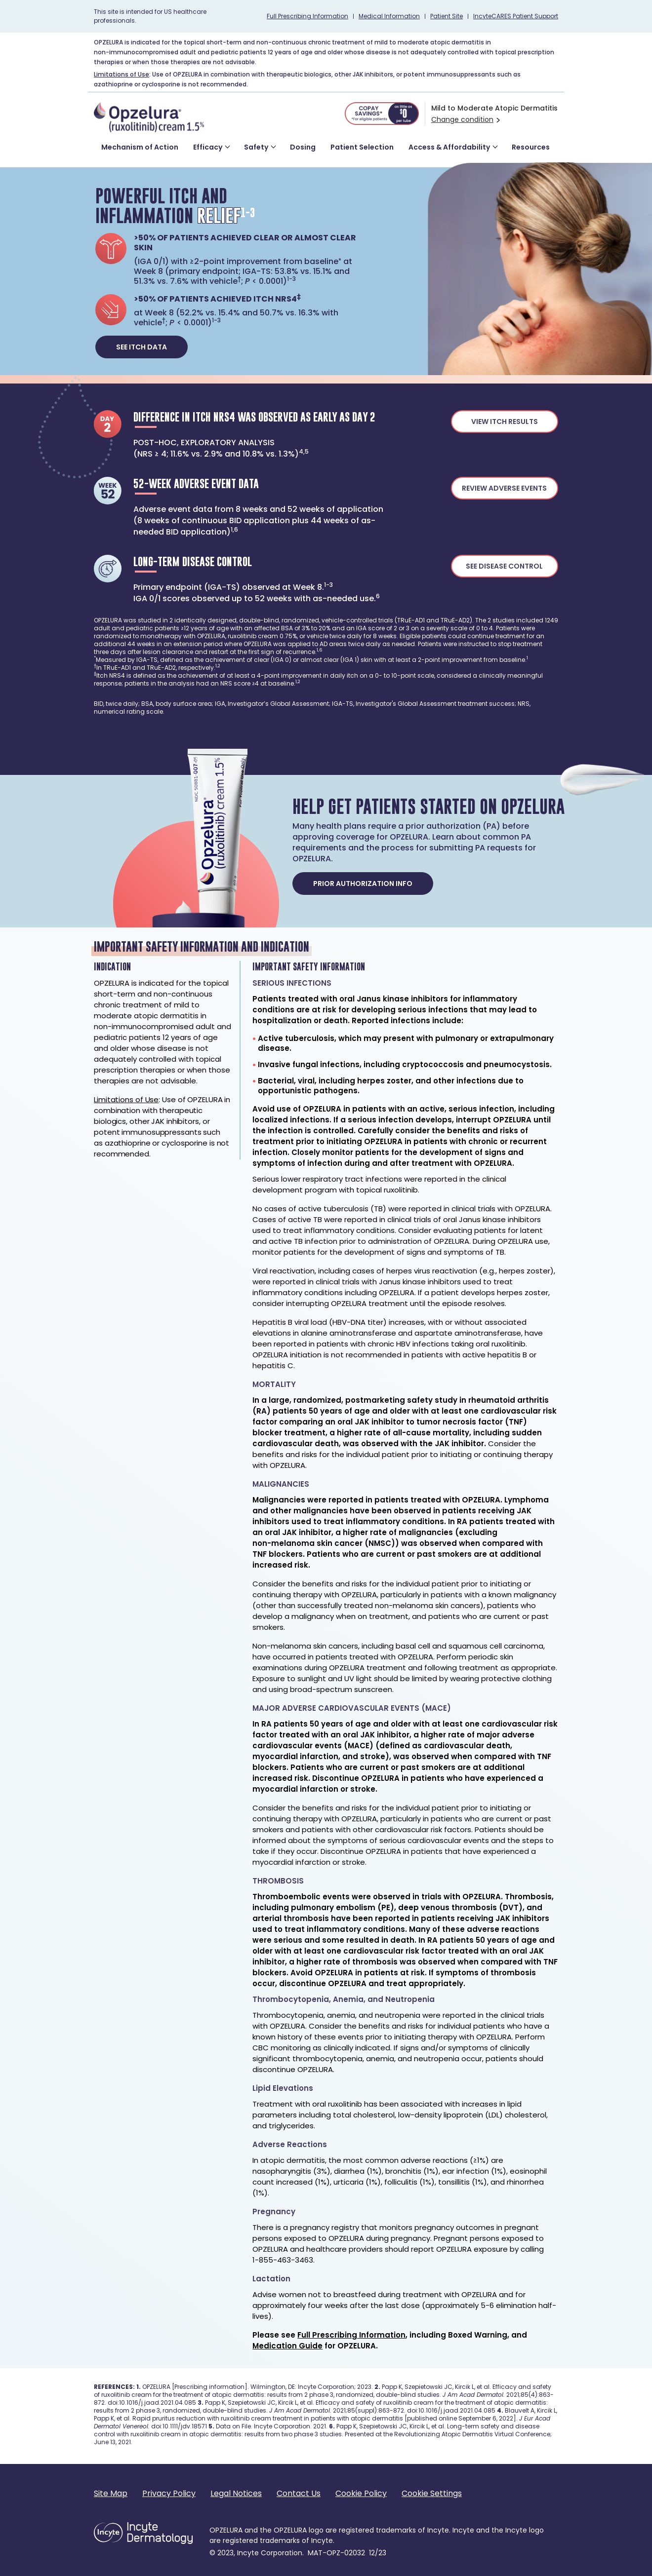 This site is intended for US healthcare
professionals.
Full Prescribing Information | Medical Information | Patient Site | IncyteCARES Patient Support
OPZELURA is indicated for the topical short-term and non-continuous chronic treatment of mild to moderate atopic dermatitis in
non-immunocompromised adult and pediatric patients 12 years of age and older whose disease is not adequately controlled with topical prescription
therapies or when those therapies are not advisable.
Limitations of Use: Use of OPZELURA in combination with therapeutic biologics, other JAK inhibitors, or potent immunosuppressants such as
azathioprine or cyclosporine is not recommended.
Opzelura
(ruxolitinib) cream 1.5%
COPAY
SAVINGS*
*For eligible patients
as little as
$0
per tube
Mild to Moderate Atopic Dermatitis
Change condition
Mechanism of Action Efficacy Safety Dosing Patient Selection Access & Affordability Resources
POWERFUL ITCH AND
INFLAMMATION RELIEF1-3
>50% OF PATIENTS ACHIEVED CLEAR OR ALMOST CLEAR
SKIN
(IGA 0/1) with ≥2-point improvement from baseline* at
Week 8 (primary endpoint; IGA-TS: 53.8% vs. 15.1% and
51.3% vs. 7.6% with vehicle†; P < 0.0001)1-3
>50% OF PATIENTS ACHIEVED ITCH NRS4‡
at Week 8 (52.2% vs. 15.4% and 50.7% vs. 16.3% with
vehicle†; P < 0.0001)1-3
SEE ITCH DATA
DAY
2
DIFFERENCE IN ITCH NRS4 WAS OBSERVED AS EARLY AS DAY 2
POST-HOC, EXPLORATORY ANALYSIS
(NRS ≥ 4; 11.6% vs. 2.9% and 10.8% vs. 1.3%)4,5
VIEW ITCH RESULTS
WEEK
52
52-WEEK ADVERSE EVENT DATA
Adverse event data from 8 weeks and 52 weeks of application
(8 weeks of continuous BID application plus 44 weeks of as-
needed BID application)1,6
REVIEW ADVERSE EVENTS
LONG-TERM DISEASE CONTROL
Primary endpoint (IGA-TS) observed at Week 8.1-3
IGA 0/1 scores observed up to 52 weeks with as-needed use.6
SEE DISEASE CONTROL
OPZELURA was studied in 2 identically designed, double-blind, randomized, vehicle-controlled trials (TRuE-AD1 and TRuE-AD2). The 2 studies included 1249
adult and pediatric patients ≥12 years of age with an affected BSA of 3% to 20% and an IGA score of 2 or 3 on a severity scale of 0 to 4. Patients were
randomized to monotherapy with OPZELURA, ruxolitinib cream 0.75%, or vehicle twice daily for 8 weeks. Eligible patients could continue treatment for an
additional 44 weeks in an extension period where OPZELURA was applied to AD areas twice daily as needed. Patients were instructed to stop treatment
three days after lesion clearance and restart at the first sign of recurrence.1,6
*Measured by IGA-TS, defined as the achievement of clear (IGA 0) or almost clear (IGA 1) skin with at least a 2-point improvement from baseline.1
†In TRuE-AD1 and TRuE-AD2, respectively.1,2
‡Itch NRS4 is defined as the achievement of at least a 4-point improvement in daily itch on a 0- to 10-point scale, considered a clinically meaningful
response; patients in the analysis had an NRS score ≥4 at baseline.1,2
BID, twice daily; BSA, body surface area; IGA, Investigator's Global Assessment; IGA-TS, Investigator's Global Assessment treatment success; NRS,
numerical rating scale.
Opzelura
(ruxolitinib) cream 1.5%
HELP GET PATIENTS STARTED ON OPZELURA
Many health plans require a prior authorization (PA) before
approving coverage for OPZELURA. Learn about common PA
requirements and the process for submitting PA requests for
OPZELURA.
PRIOR AUTHORIZATION INFO
IMPORTANT SAFETY INFORMATION AND INDICATION
INDICATION
OPZELURA is indicated for the topical
short-term and non-continuous
chronic treatment of mild to
moderate atopic dermatitis in
non-immunocompromised adult and
pediatric patients 12 years of age
and older whose disease is not
adequately controlled with topical
prescription therapies or when those
therapies are not advisable.
Limitations of Use: Use of OPZELURA in
combination with therapeutic
biologics, other JAK inhibitors, or
potent immunosuppressants such
as azathioprine or cyclosporine is not
recommended.
IMPORTANT SAFETY INFORMATION
SERIOUS INFECTIONS
Patients treated with oral Janus kinase inhibitors for inflammatory
conditions are at risk for developing serious infections that may lead to
hospitalization or death. Reported infections include:
• Active tuberculosis, which may present with pulmonary or extrapulmonary
disease.
• Invasive fungal infections, including cryptococcosis and pneumocystosis.
• Bacterial, viral, including herpes zoster, and other infections due to
opportunistic pathogens.
Avoid use of OPZELURA in patients with an active, serious infection, including
localized infections. If a serious infection develops, interrupt OPZELURA until
the infection is controlled. Carefully consider the benefits and risks of
treatment prior to initiating OPZELURA in patients with chronic or recurrent
infection. Closely monitor patients for the development of signs and
symptoms of infection during and after treatment with OPZELURA.
Serious lower respiratory tract infections were reported in the clinical
development program with topical ruxolitinib.
No cases of active tuberculosis (TB) were reported in clinical trials with OPZELURA.
Cases of active TB were reported in clinical trials of oral Janus kinase inhibitors
used to treat inflammatory conditions. Consider evaluating patients for latent
and active TB infection prior to administration of OPZELURA. During OPZELURA use,
monitor patients for the development of signs and symptoms of TB.
Viral reactivation, including cases of herpes virus reactivation (e.g., herpes zoster),
were reported in clinical trials with Janus kinase inhibitors used to treat
inflammatory conditions including OPZELURA. If a patient develops herpes zoster,
consider interrupting OPZELURA treatment until the episode resolves.
Hepatitis B viral load (HBV-DNA titer) increases, with or without associated
elevations in alanine aminotransferase and aspartate aminotransferase, have
been reported in patients with chronic HBV infections taking oral ruxolitinib.
OPZELURA initiation is not recommended in patients with active hepatitis B or
hepatitis C.
MORTALITY
In a large, randomized, postmarketing safety study in rheumatoid arthritis
(RA) patients 50 years of age and older with at least one cardiovascular risk
factor comparing an oral JAK inhibitor to tumor necrosis factor (TNF)
blocker treatment, a higher rate of all-cause mortality, including sudden
cardiovascular death, was observed with the JAK inhibitor. Consider the
benefits and risks for the individual patient prior to initiating or continuing therapy
with OPZELURA.
MALIGNANCIES
Malignancies were reported in patients treated with OPZELURA. Lymphoma
and other malignancies have been observed in patients receiving JAK
inhibitors used to treat inflammatory conditions. In RA patients treated with
an oral JAK inhibitor, a higher rate of malignancies (excluding
non-melanoma skin cancer (NMSC)) was observed when compared with
TNF blockers. Patients who are current or past smokers are at additional
increased risk.
Consider the benefits and risks for the individual patient prior to initiating or
continuing therapy with OPZELURA, particularly in patients with a known malignancy
(other than successfully treated non-melanoma skin cancers), patients who
develop a malignancy when on treatment, and patients who are current or past
smokers.
Non-melanoma skin cancers, including basal cell and squamous cell carcinoma,
have occurred in patients treated with OPZELURA. Perform periodic skin
examinations during OPZELURA treatment and following treatment as appropriate.
Exposure to sunlight and UV light should be limited by wearing protective clothing
and using broad-spectrum sunscreen.
MAJOR ADVERSE CARDIOVASCULAR EVENTS (MACE)
In RA patients 50 years of age and older with at least one cardiovascular risk
factor treated with an oral JAK inhibitor, a higher rate of major adverse
cardiovascular events (MACE) (defined as cardiovascular death,
myocardial infarction, and stroke), was observed when compared with TNF
blockers. Patients who are current or past smokers are at additional
increased risk. Discontinue OPZELURA in patients who have experienced a
myocardial infarction or stroke.
Consider the benefits and risks for the individual patient prior to initiating or
continuing therapy with OPZELURA, particularly in patients who are current or past
smokers and patients with other cardiovascular risk factors. Patients should be
informed about the symptoms of serious cardiovascular events and the steps to
take if they occur. Discontinue OPZELURA in patients that have experienced a
myocardial infarction or stroke.
THROMBOSIS
Thromboembolic events were observed in trials with OPZELURA. Thrombosis,
including pulmonary embolism (PE), deep venous thrombosis (DVT), and
arterial thrombosis have been reported in patients receiving JAK inhibitors
used to treat inflammatory conditions. Many of these adverse reactions
were serious and some resulted in death. In RA patients 50 years of age and
older with at least one cardiovascular risk factor treated with an oral JAK
inhibitor, a higher rate of thrombosis was observed when compared with TNF
blockers. Avoid OPZELURA in patients at risk. If symptoms of thrombosis
occur, discontinue OPZELURA and treat appropriately.
Thrombocytopenia, Anemia, and Neutropenia
Thrombocytopenia, anemia, and neutropenia were reported in the clinical trials
with OPZELURA. Consider the benefits and risks for individual patients who have a
known history of these events prior to initiating therapy with OPZELURA. Perform
CBC monitoring as clinically indicated. If signs and/or symptoms of clinically
significant thrombocytopenia, anemia, and neutropenia occur, patients should
discontinue OPZELURA.
Lipid Elevations
Treatment with oral ruxolitinib has been associated with increases in lipid
parameters including total cholesterol, low-density lipoprotein (LDL) cholesterol,
and triglycerides.
Adverse Reactions
In atopic dermatitis, the most common adverse reactions (≥1%) are
nasopharyngitis (3%), diarrhea (1%), bronchitis (1%), ear infection (1%), eosinophil
count increased (1%), urticaria (1%), folliculitis (1%), tonsillitis (1%), and rhinorrhea
(1%).
Pregnancy
There is a pregnancy registry that monitors pregnancy outcomes in pregnant
persons exposed to OPZELURA during pregnancy. Pregnant persons exposed to
OPZELURA and healthcare providers should report OPZELURA exposure by calling
1-855-463-3463.
Lactation
Advise women not to breastfeed during treatment with OPZELURA and for
approximately four weeks after the last dose (approximately 5-6 elimination half-
lives).
Please see Full Prescribing Information, including Boxed Warning, and
Medication Guide for OPZELURA.
REFERENCES: 1. OPZELURA [Prescribing information]. Wilmington, DE: Incyte Corporation, 2023. 2. Papp K, Szepietowski JC, Kircik L, et al. Efficacy and safety
of ruxolitinib cream for the treatment of atopic dermatitis: results from 2 phase 3, randomized, double-blind studies. J Am Acad Dermatol. 2021;85(4):863-
872. doi:10.1016/j.jaad.2021.04.085 3. Papp K, Szepietowski JC, Kircik L, et al. Efficacy and safety of ruxolitinib cream for the treatment of atopic dermatitis:
results from 2 phase 3, randomized, double-blind studies. J Am Acad Dermatol. 2021;85(suppl):863-872. doi:10.1016/j.jaad.2021.04.085 4. Blauvelt A, Kircik L,
Papp K, et al. Rapid pruritus reduction with ruxolitinib cream treatment in patients with atopic dermatitis [published online September 6, 2022]. J Eur Acad
Dermatol Venereol. doi:10.1111/jdv.18571 5. Data on File. Incyte Corporation. 2021. 6. Papp K, Szepietowski JC, Kircik L, et al. Long-term safety and disease
control with ruxolitinib cream in atopic dermatitis: results from two phase 3 studies. Presented at the Revolutionizing Atopic Dermatitis Virtual Conference;
June 13, 2021.
Site Map Privacy Policy Legal Notices Contact Us Cookie Policy Cookie Settings
Incyte
Incyte
Dermatology
OPZELURA and the OPZELURA logo are registered trademarks of Incyte. Incyte and the Incyte logo
are registered trademarks of Incyte.
© 2023, Incyte Corporation. MAT-OPZ-02032 12/23